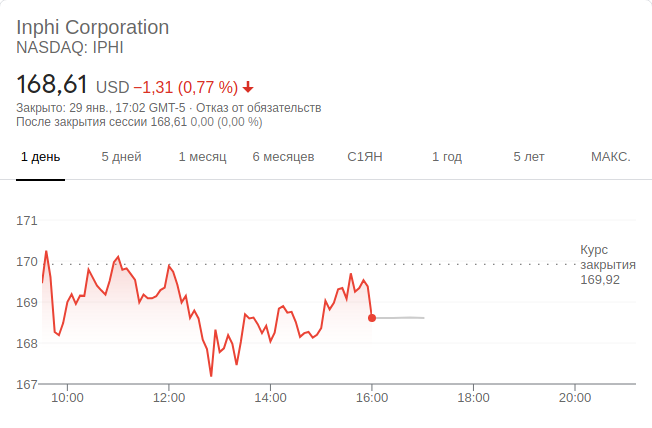 Inphi Corporation
NASDAQ: IPHI
168,61 USD −1,31 (0,77 %)
Закрыто: 29 янв., 17:02 GMT-5 · Отказ от обязательств
После закрытия сессии 168,61 0,00 (0,00 %)
1 день 5 дней 1 месяц 6 месяцев С1ЯН 1 год 5 лет МАКС.
171
170
169
168
167
Курс
закрытия
169,92
10:00 12:00 14:00 16:00 18:00 20:00